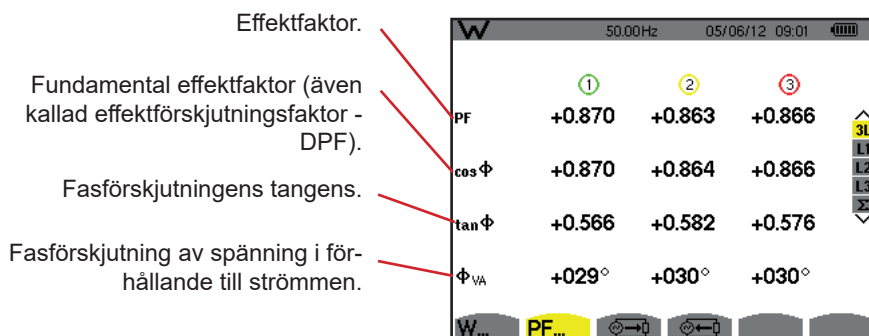 Effektfaktor.
Fundamental effektfaktor (även
kallad effektförskjutningsfaktor -
DPF).
Fasförskjutningens tangens.
Fasförskjutning av spänning i för-
hållande till strömmen.
W 50.00Hz 05/06/12 09:01
1 2 3
PF +0.870 +0.863 +0.866
cos Φ +0.870 +0.864 +0.866
tan Φ +0.566 +0.582 +0.576
Φ VA +029° +030° +030°
3L
L1
L2
L3
Σ
W... PF...